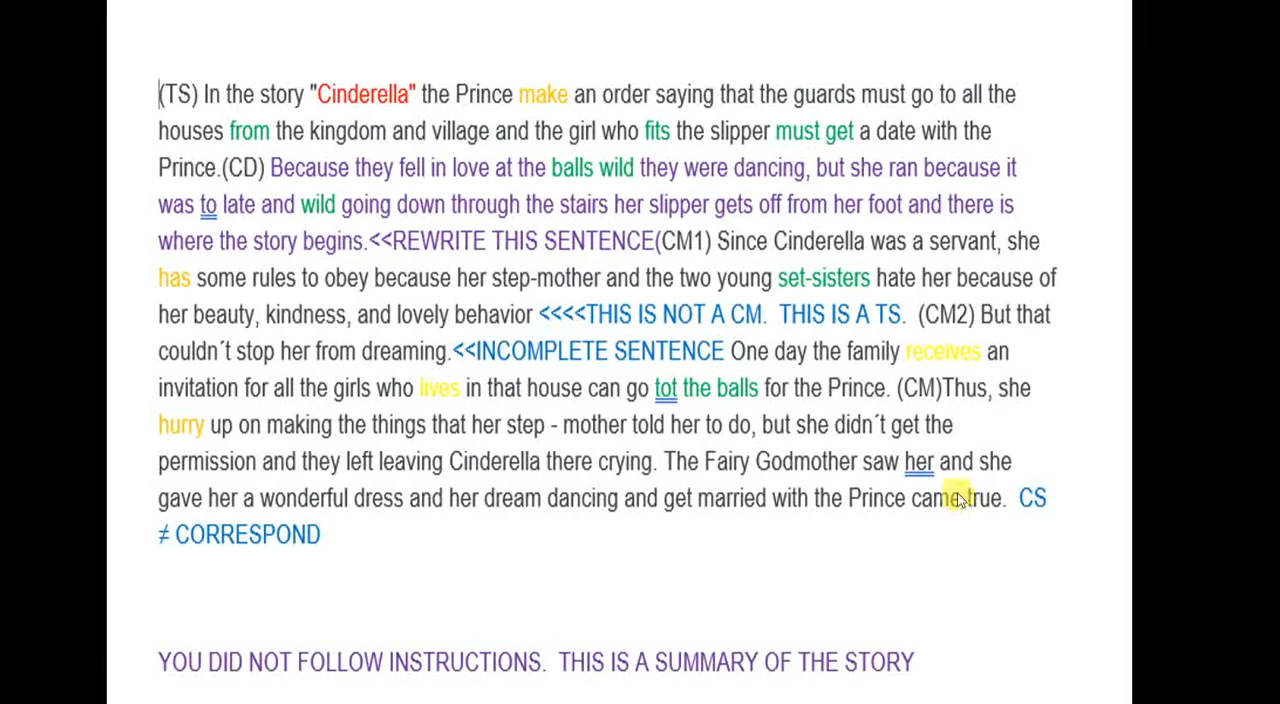 (TS) In the story "Cinderella" the Prince make an order saying that the guards must go to all the
houses from the kingdom and village and the girl who fits the slipper must get a date with the
Prince.(CD) Because they fell in love at the balls wild they were dancing, but she ran because it
was to late and wild going down through the stairs her slipper gets off from her foot and there is
where the story begins.<<REWRITE THIS SENTENCE(CM1) Since Cinderella was a servant, she
has some rules to obey because her step-mother and the two young set-sisters hate her because of
her beauty, kindness, and lovely behavior <<<<THIS IS NOT A CM.  THIS IS A TS.  (CM2) But that
couldn´t stop her from dreaming.<<INCOMPLETE SENTENCE One day the family receives an
invitation for all the girls who lives in that house can go tot the balls for the Prince. (CM)Thus, she
hurry up on making the things that her step - mother told her to do, but she didn´t get the
permission and they left leaving Cinderella there crying. The Fairy Godmother saw her and she
gave her a wonderful dress and her dream dancing and get married with the Prince came true.  CS
≠ CORRESPOND
YOU DID NOT FOLLOW INSTRUCTIONS.  THIS IS A SUMMARY OF THE STORY